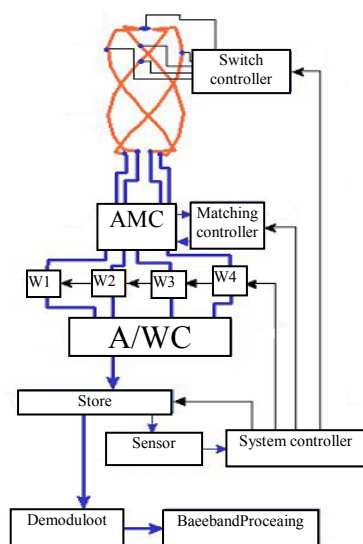 Switch
controller
AMC
Matching
controller
W1
W2
W3
W4
A/WC
Store
Sensor
System controller
Demoduloot
BaeebandProceaing